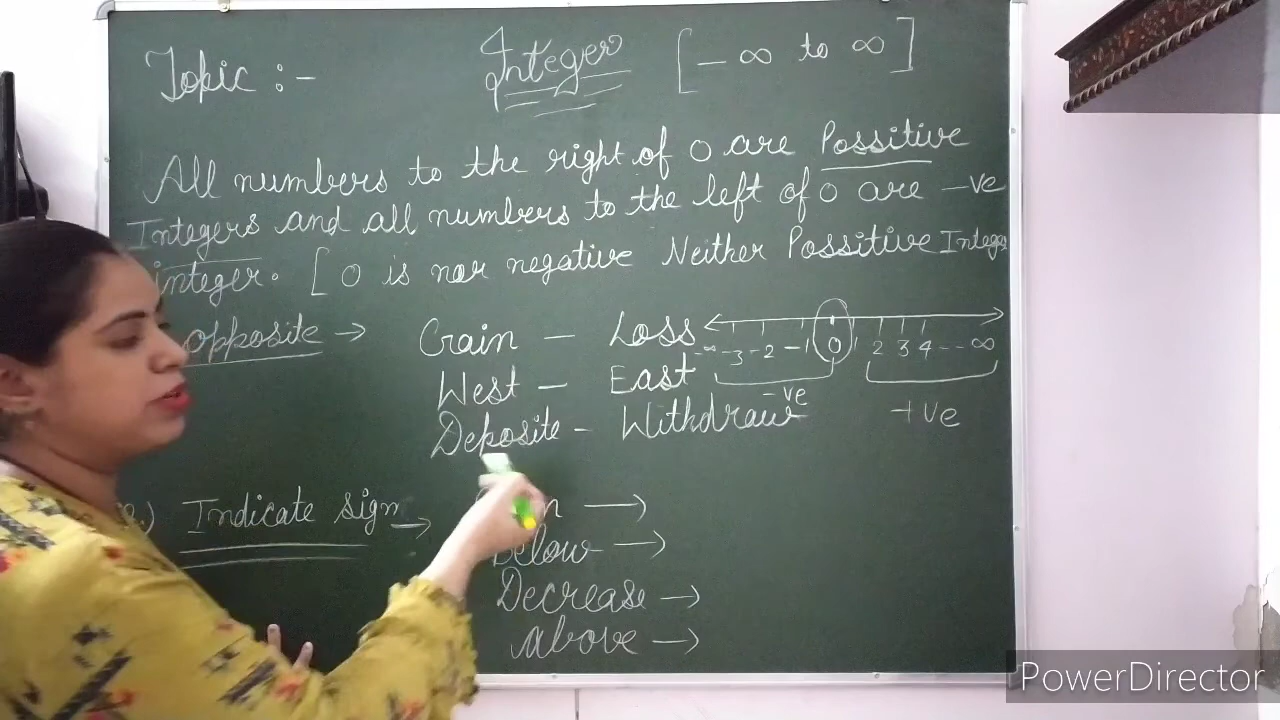 Topic :- Integer [- ∞ to ∞]
All numbers to the right of 0 are Possitive
Integers and all numbers to the left of 0 are -ve
integer. [ 0 is nor negative Neither Possitive Integer
opposite → Gain - Loss
-∞ -3 -2 -1 0 1 2 3 4 -- ∞
West - East
-ve +ve
Deposite - Withdraw
Indicate sign →
Below →
Decrease →
above →
PowerDirector